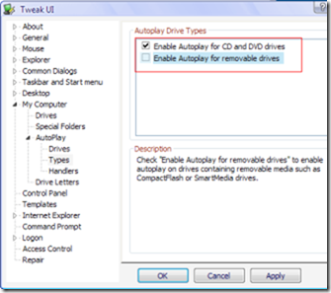 Tweak UI
About
General
Mouse
Explorer
Common Dialogs
Taskbar and Start menu
Desktop
My Computer
Drives
Special Folders
AutoPlay
Drives
Types
Handlers
Drive Letters
Control Panel
Templates
Internet Explorer
Command Prompt
Logon
Access Control
Repair
Autoplay Drive Types
Enable Autoplay for CD and DVD drives
Enable Autoplay for removable drives
Description
Check "Enable Autoplay for removable drives" to enable
autoplay on drives containing removable media such as
CompactFlash or SmartMedia drives.
OK Cancel Apply